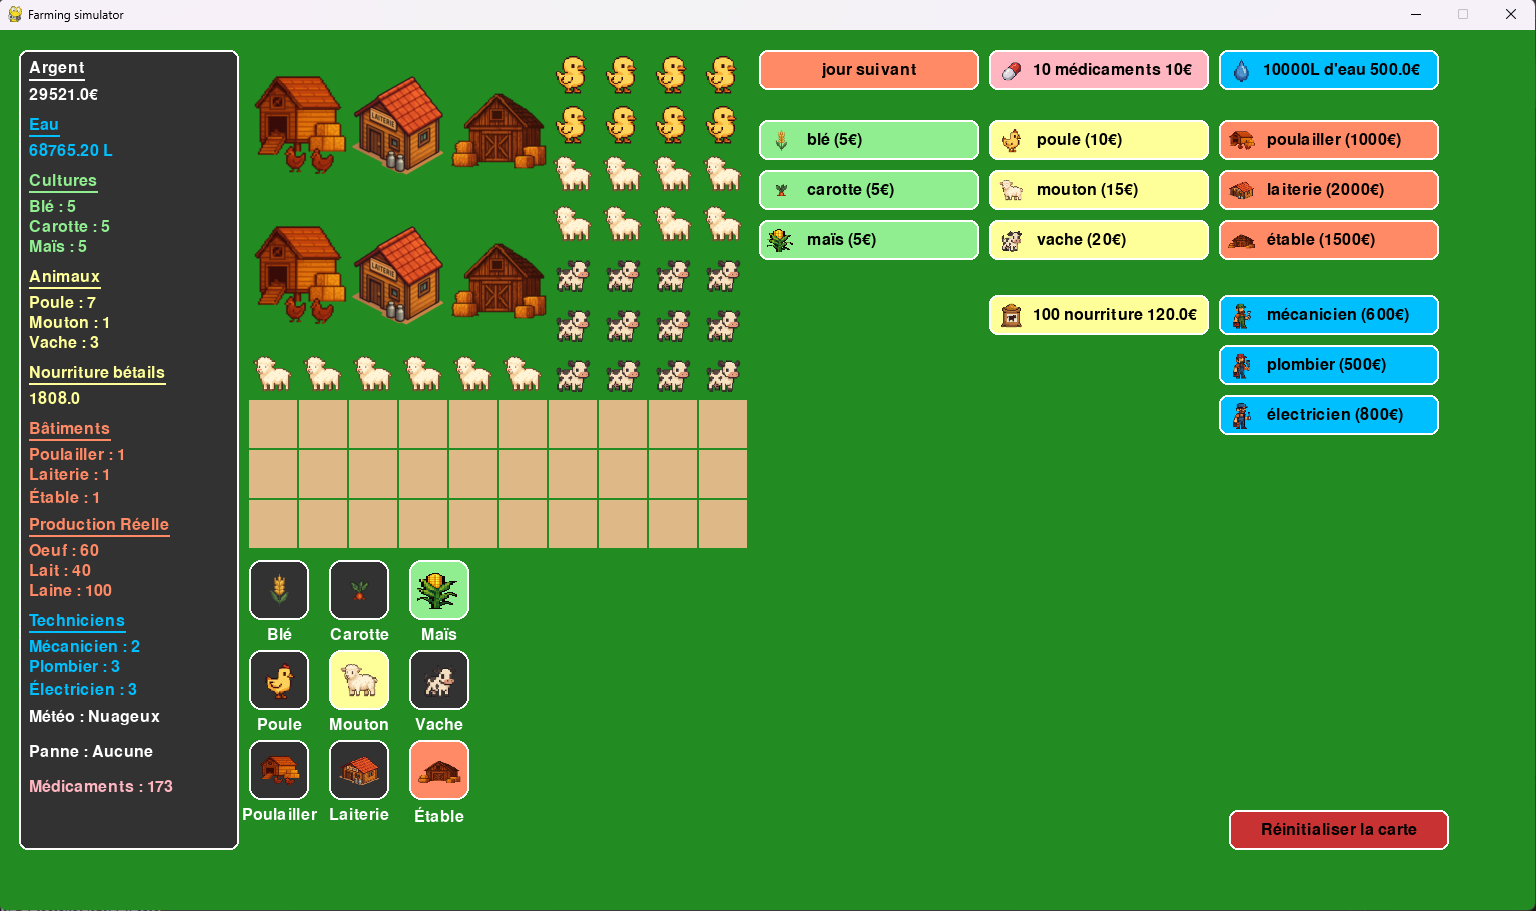 Farming simulator
Argent
29521.0€
Eau
68765.20 L
Cultures
Blé : 5
Carotte : 5
Maïs : 5
Animaux
Poule : 7
Mouton : 1
Vache : 3
Nourriture bétails
1808.0
Bâtiments
Poulailler : 1
Laiterie : 1
Étable : 1
Production Réelle
Oeuf : 60
Lait : 40
Laine : 100
Techniciens
Mécanicien : 2
Plombier : 3
Électricien : 3
Météo : Nuageux
Panne : Aucune
Médicaments : 173
LAITERIE
LAITERIE
Blé
Carotte
Maïs
Poule
Mouton
Vache
Poulailler
Laiterie
Étable
jour suivant
10 médicaments 10€
10000L d'eau 500.0€
blé (5€)
poule (10€)
poulailler (1000€)
carotte (5€)
mouton (15€)
laiterie (2000€)
maïs (5€)
vache (20€)
étable (1500€)
100 nourriture 120.0€
mécanicien (600€)
plombier (500€)
électricien (800€)
Réinitialiser la carte